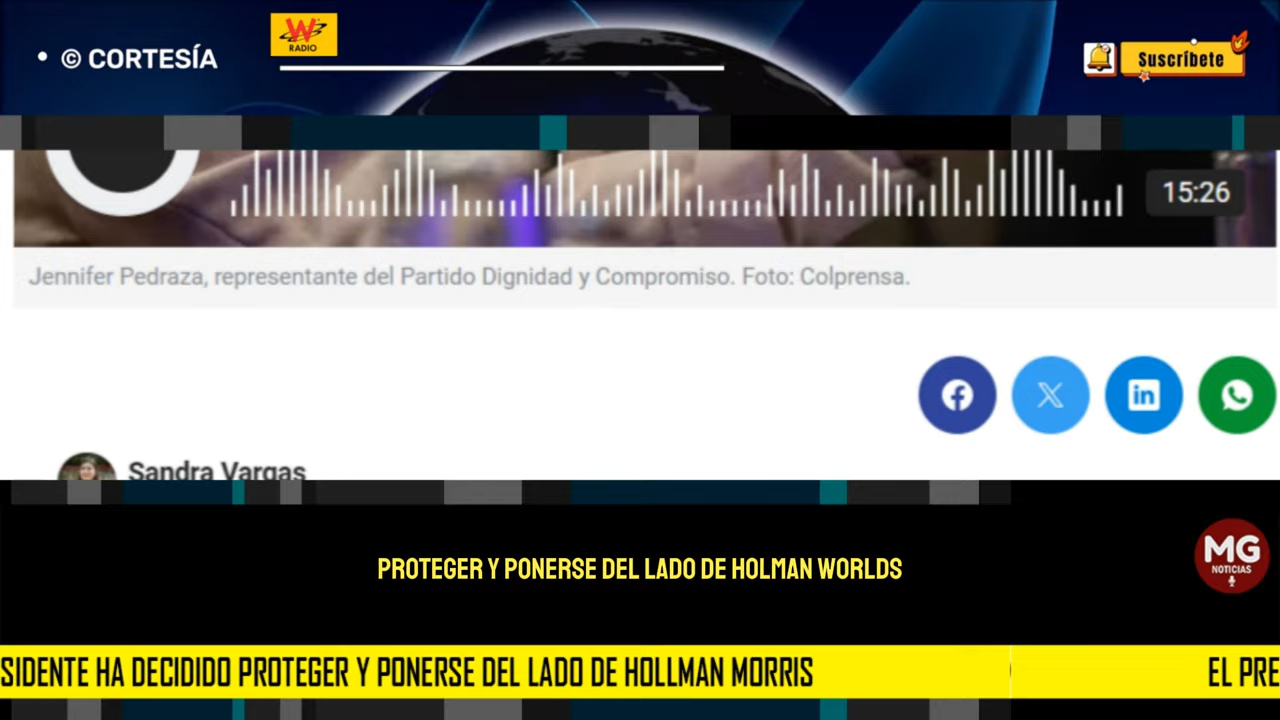 • © CORTESÍA
W
RADIO
Suscríbete
15:26
Jennifer Pedraza, representante del Partido Dignidad y Compromiso. Foto: Colprensa.
Sandra Vargas
PROTEGER Y PONERSE DEL LADO DE HOLMAN WORLDS
MG
NOTICIAS
SIDENTE HA DECIDIDO PROTEGER Y PONERSE DEL LADO DE HOLLMAN MORRIS
EL PRE